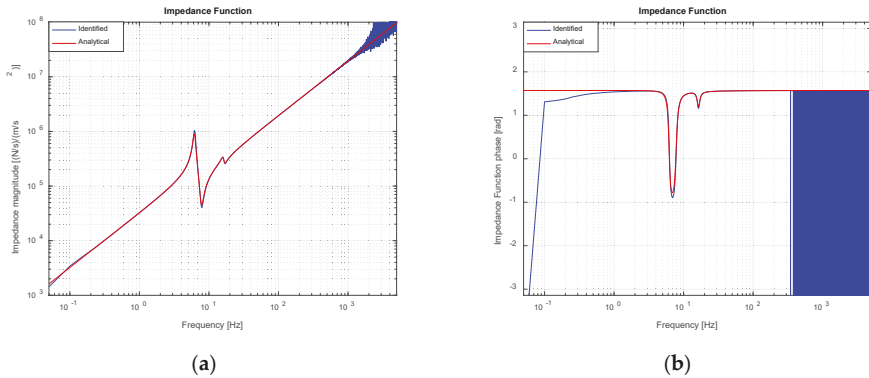 Impedance Function
Identified
Analytical
10 8
10 7
10 6
10 5
10 4
10 3
Impedance magnitude [(N/s)/(m/s 2 )]
10 -1 10 0 10 1 10 2 10 3
Frequency [Hz]
(a)
Impedance Function
Identified
Analytical
3
2
1
0
-1
-2
-3
Impedance Function phase [rad]
10 -1 10 0 10 1 10 2 10 3
Frequency [Hz]
(b)